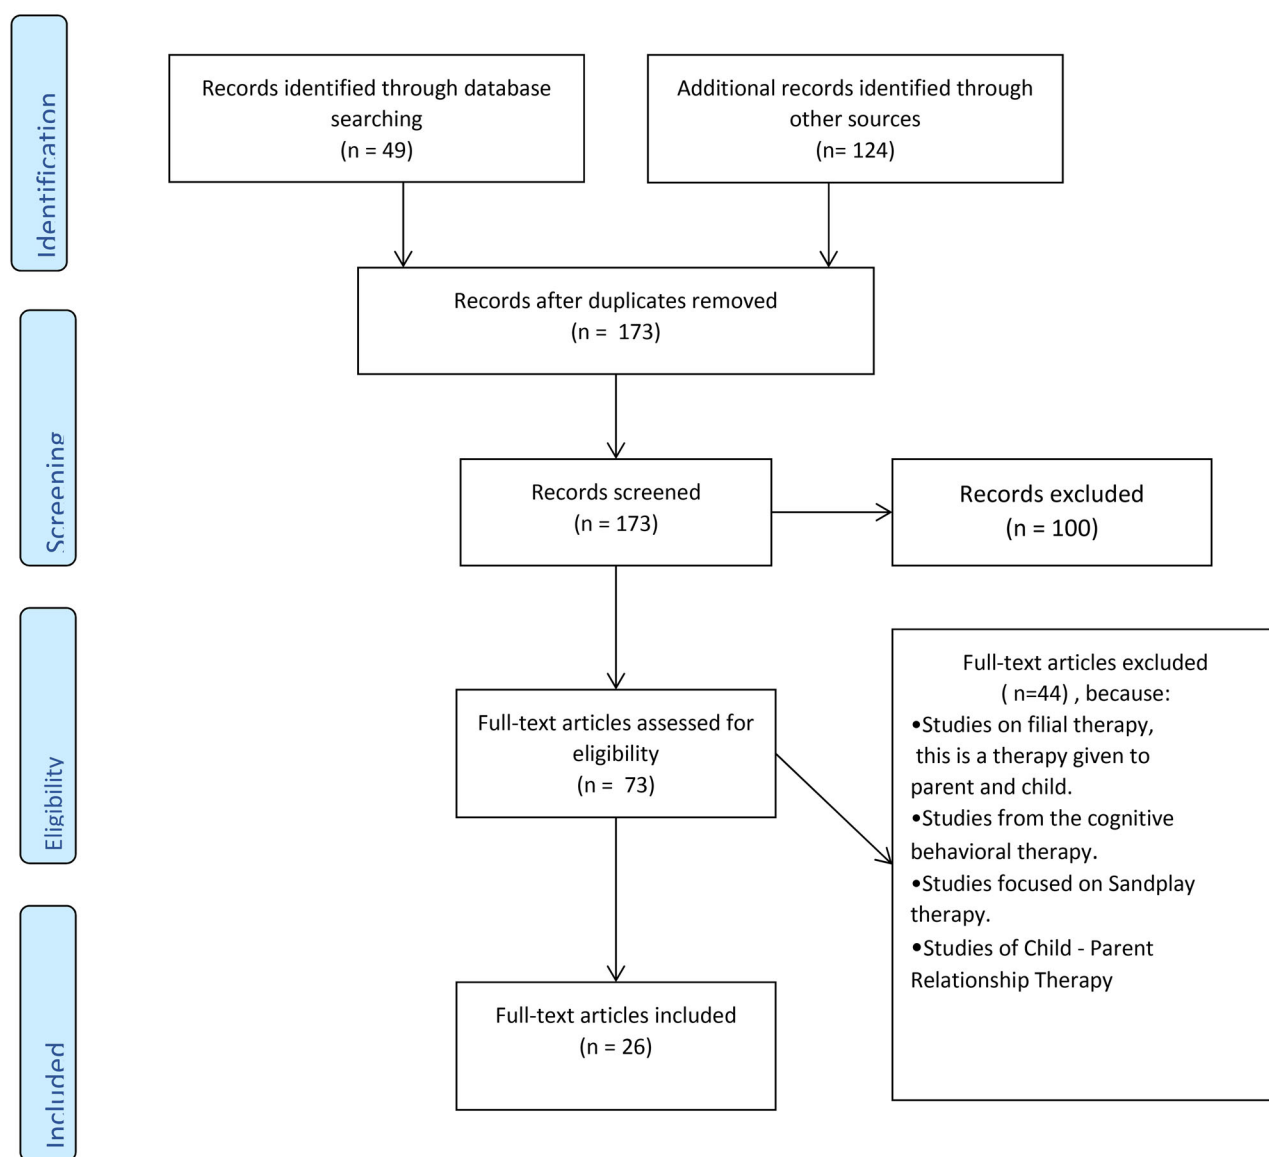 Identification
Records identified through database
searching
(n = 49)
Additional records identified through
other sources
(n= 124)
Records after duplicates removed
(n =  173)
Screening
Records screened
(n = 173)
Records excluded
(n = 100)
Eligibility
Full-text articles assessed for
eligibility
(n =  73)
Full-text articles excluded
( n=44) , because:
•Studies on filial therapy,
this is a therapy given to
parent and child.
•Studies from the cognitive
behavioral therapy.
•Studies focused on Sandplay
therapy.
•Studies of Child - Parent
Relationship Therapy
Included
Full-text articles included
(n = 26)